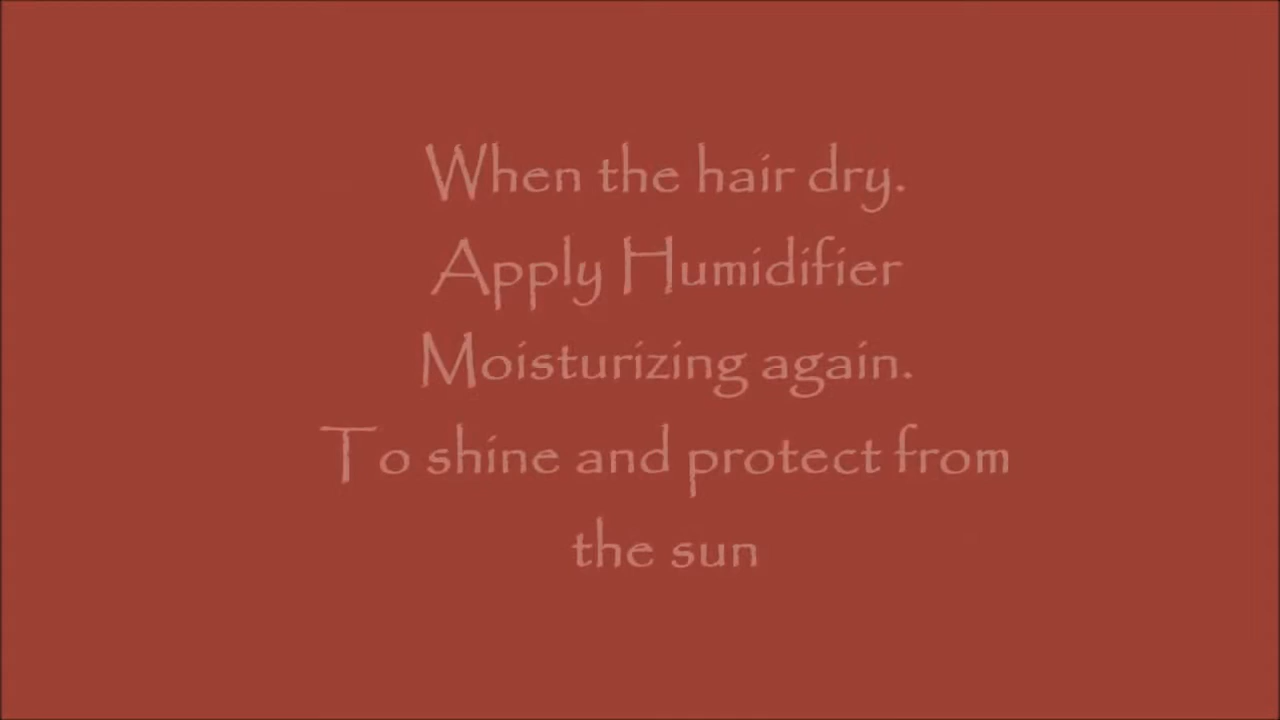 When the hair dry.
Apply Humidifier
Moisturizing again.
To shine and protect from
the sun